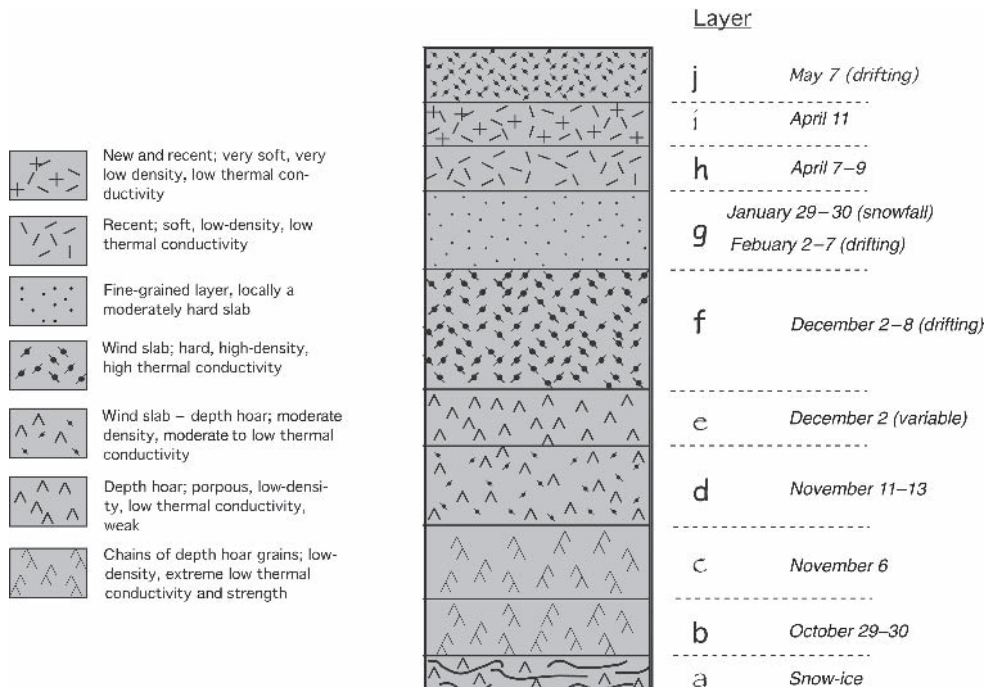 Layer
j May 7 (drifting)
i April 11
h April 7–9
g January 29–30 (snowfall)
Febuary 2–7 (drifting)
f December 2–8 (drifting)
e December 2 (variable)
d November 11–13
c November 6
b October 29–30
a Snow-ice
New and recent; very soft, very
low density, low thermal con-
ductivity
Recent; soft, low-density, low
thermal conductivity
Fine-grained layer, locally a
moderately hard slab
Wind slab; hard, high-density,
high thermal conductivity
Wind slab – depth hoar; moderate
density, moderate to low thermal
conductivity
Depth hoar; porpous, low-densi-
ty, low thermal conductivity,
weak
Chains of depth hoar grains; low-
density, extreme low thermal
conductivity and strength